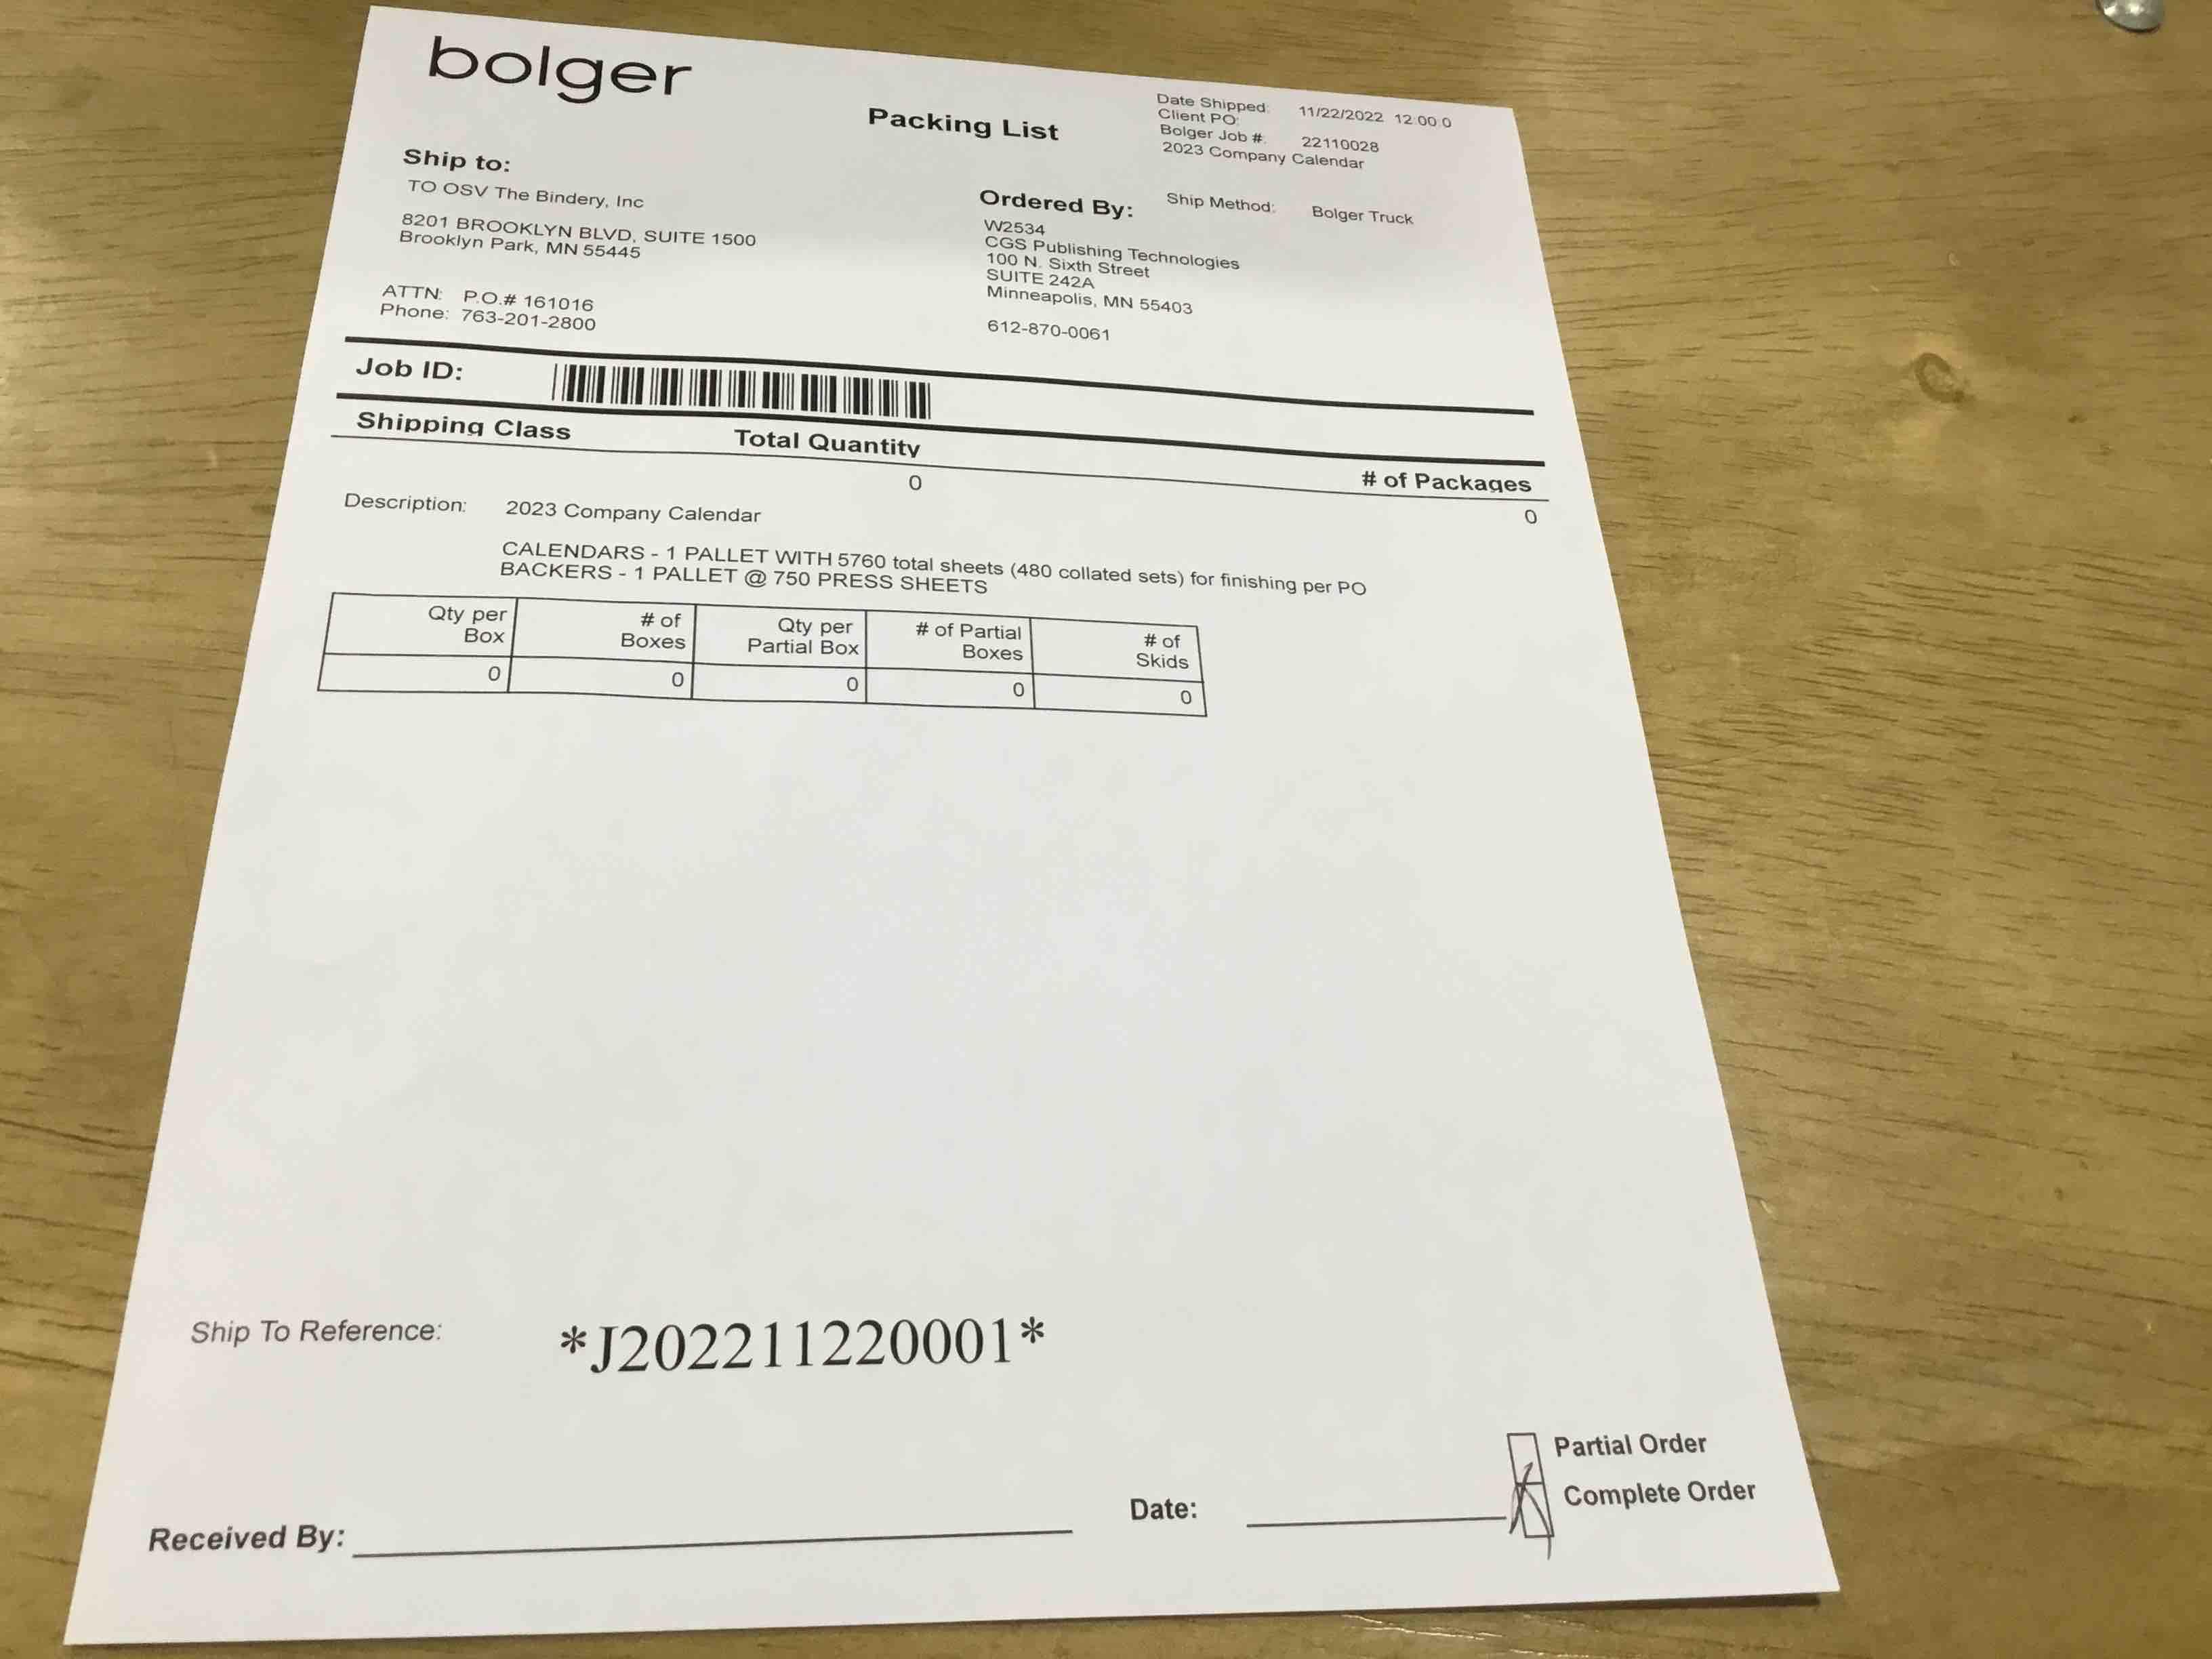 bolger
Packing List
Date Shipped: 11/22/2022 12:00:0
Client PO:
Bolger Job #: 22110028
2023 Company Calendar
Ship Method: Bolger Truck
Ship to:
TO OSV The Bindery, Inc
8201 BROOKLYN BLVD, SUITE 1500
Brooklyn Park, MN 55445
ATTN: P.O.# 161016
Phone: 763-201-2800
Ordered By:
W2534
CGS Publishing Technologies
100 N. Sixth Street
SUITE 242A
Minneapolis, MN 55403
612-870-0061
Job ID:
Shipping Class Total Quantity # of Packages
0 0
Description: 2023 Company Calendar
CALENDARS - 1 PALLET WITH 5760 total sheets (480 collated sets) for finishing per PO
BACKERS - 1 PALLET @ 750 PRESS SHEETS
Qty per Box # of Boxes Qty per Partial Box # of Partial Boxes # of Skids
0 0 0 0 0
Ship To Reference: *J202211220001*
Partial Order
Complete Order
Received By: Date: